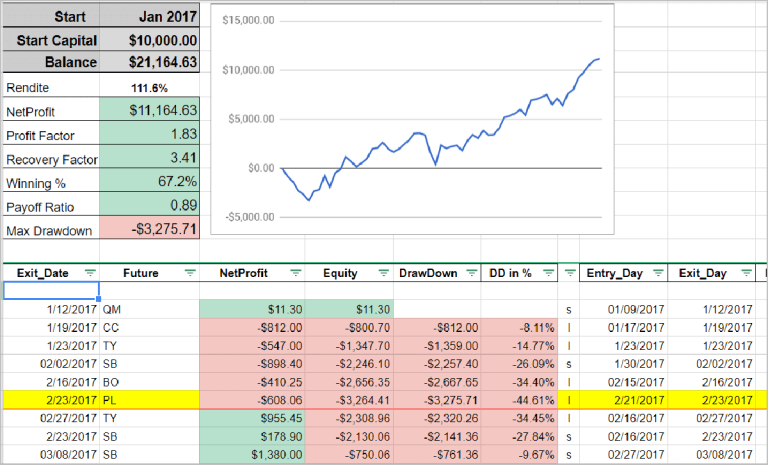 Start Jan 2017
Start Capital $10,000.00
Balance $21,164.63
Rendite 111.6%
NetProfit $11,164.63
Profit Factor 1.83
Recovery Factor 3.41
Winning % 67.2%
Payoff Ratio 0.89
Max Drawdown -$3,275.71
$15,000.00
$10,000.00
$5,000.00
$0.00
-$5,000.00
Exit_Date Future NetProfit Equity DrawDown DD in % Entry_Day Exit_Day
1/12/2017 QM $11.30 $11.30 s 01/09/2017 1/12/2017
1/19/2017 CC -$812.00 -$800.70 -$812.00 -8.11% l 01/17/2017 1/19/2017
1/23/2017 TY -$547.00 -$1,347.70 -$1,359.00 -14.77% l 1/23/2017 1/23/2017
02/02/2017 SB -$898.40 -$2,246.10 -$2,257.40 -26.09% s 1/30/2017 02/02/2017
2/16/2017 BO -$410.25 -$2,656.35 -$2,667.65 -34.40% l 02/15/2017 2/16/2017
2/23/2017 PL -$608.06 -$3,264.41 -$3,275.71 -44.61% l 2/21/2017 2/23/2017
02/27/2017 TY $955.45 -$2,308.96 -$2,320.26 -34.45% l 02/16/2017 02/27/2017
2/23/2017 SB $178.90 -$2,130.06 -$2,141.36 -27.84% s 02/16/2017 2/23/2017
03/08/2017 SB $1,380.00 -$750.06 -$761.36 -9.67% s 02/27/2017 03/08/2017